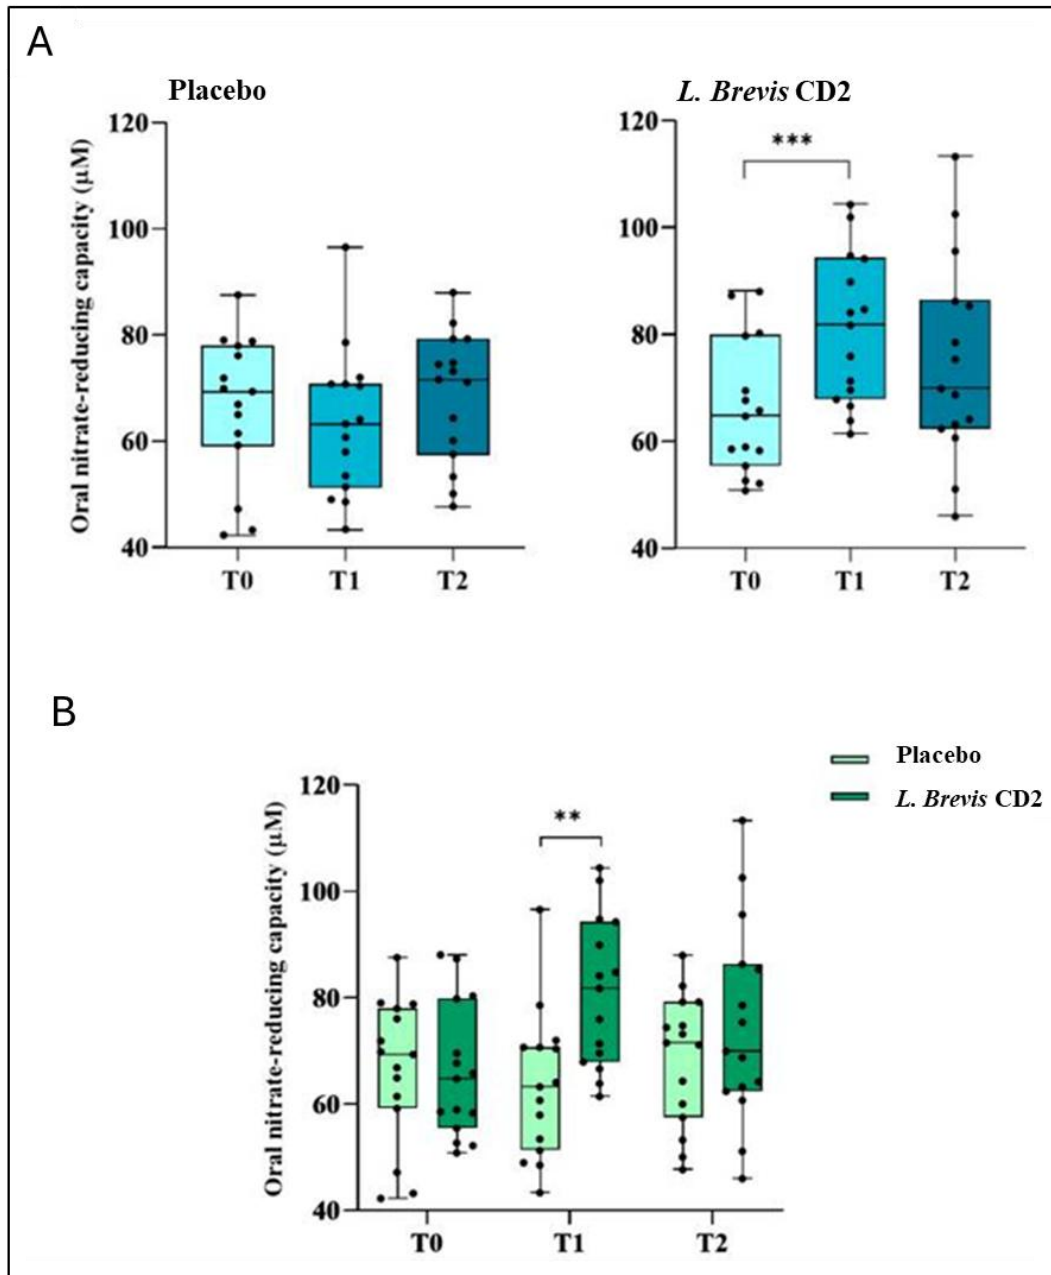 A
Placebo
L. Brevis CD2
Oral nitrate-reducing capacity (µM)
120
100
80
60
40
T0 T1 T2
120
100
80
60
40
***
T0 T1 T2
B
Placebo
L. Brevis CD2
Oral nitrate-reducing capacity (µM)
120
100
80
60
40
**
T0 T1 T2